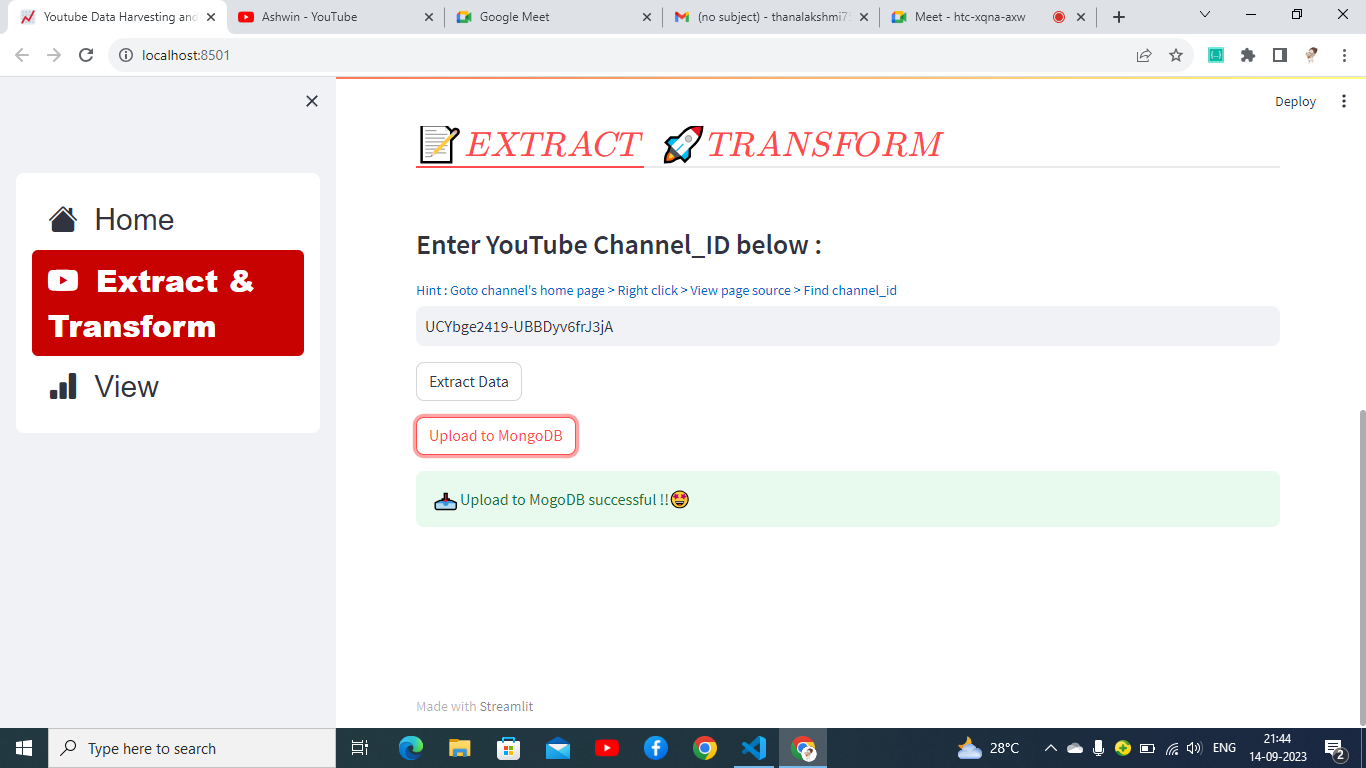 Youtube Data Harvesting and
Ashwin - YouTube
Google Meet
(no subject) - thanalakshmi7
Meet - htc-xqna-axw
localhost:8501
Deploy
EXTRACT
TRANSFORM
Home
Extract &
Transform
View
Enter YouTube Channel_ID below :
Hint : Goto channel's home page > Right click > View page source > Find channel_id
UCYbge2419-UBBDyv6frJ3jA
Extract Data
Upload to MongoDB
Upload to MogoDB successful !!
Made with Streamlit
Type here to search
28°C
ENG
21:44
14-09-2023
2